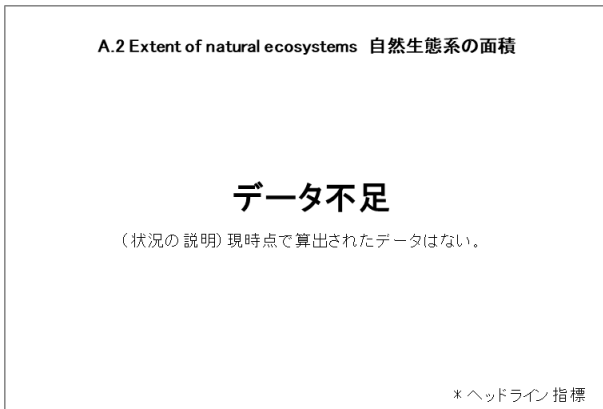 A.2 Extent of natural ecosystems 自然生態系の面積
データ不足
(状況の説明) 現時点で算出されたデータはない。
* ヘッドライン指標